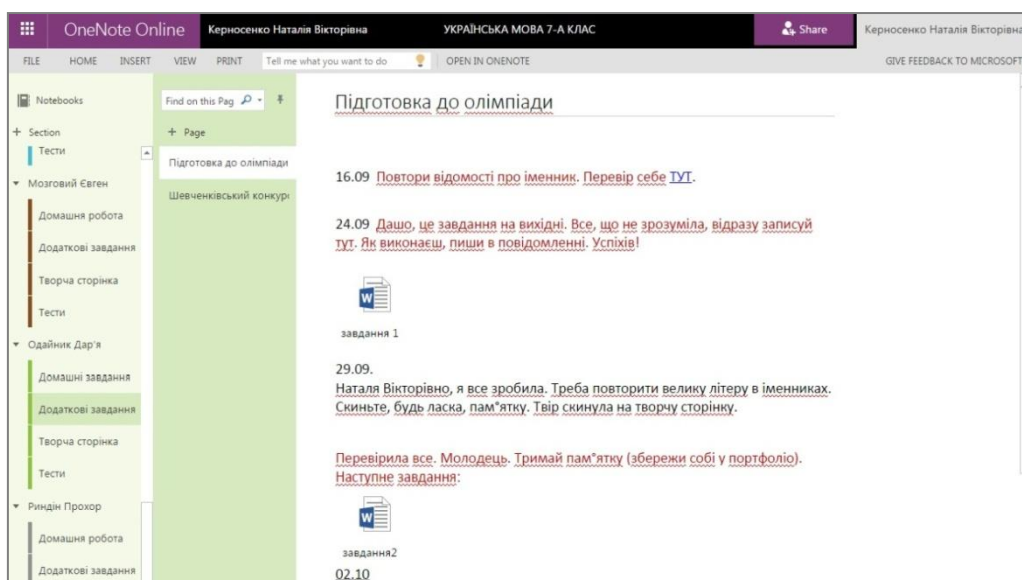 OneNote Online
Керносенко Наталія Вікторівна
УКРАЇНСЬКА МОВА 7-А КЛАС
Share
Керносенко Наталія Вікторівна
FILE HOME INSERT VIEW PRINT Tell me what you want to do OPEN IN ONENOTE GIVE FEEDBACK TO MICROSOFT
Notebooks
+ Section
Тести
Мозговий Євген
Домашня робота
Додаткові завдання
Творча сторінка
Тести
Одайник Дар'я
Домашні завдання
Додаткові завдання
Творча сторінка
Тести
Риндін Прохор
Домашня робота
Додаткові завдання
Find on this Pag
+ Page
Підготовка до олімпіади
Шевченківський конкур
Підготовка до олімпіади
16.09 Повтори відомості про іменник. Перевір себе ТУТ.
24.09 Дашо, це завдання на вихідні. Все, що не зрозуміла, відразу записуй
тут. Як виконаєш, пиши в повідомленні. Успіхів!
W
завдання 1
29.09.
Наталя Вікторівно, я все зробила. Треба повторити велику літеру в іменниках.
Скиньте, будь ласка, пам"ятку. Твір скинула на творчу сторінку.
Перевірила все. Молодець. Тримай пам"ятку (збережи собі у портфоліо).
Наступне завдання:
W
завдання2
02.10